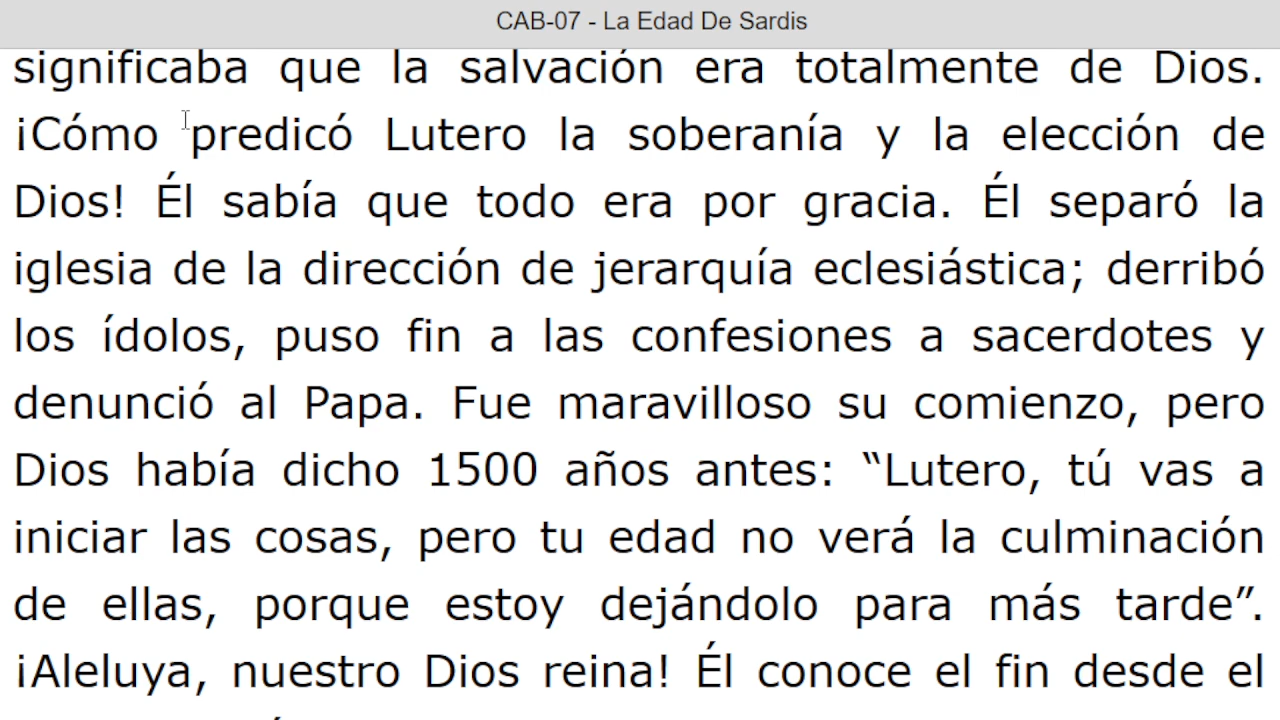 CAB-07 - La Edad De Sardis
significaba que la salvación era totalmente de Dios.
¡Cómo predicó Lutero la soberanía y la elección de
Dios! Él sabía que todo era por gracia. Él separó la
iglesia de la dirección de jerarquía eclesiástica; derribó
los ídolos, puso fin a las confesiones a sacerdotes y
denunció al Papa. Fue maravilloso su comienzo, pero
Dios había dicho 1500 años antes: “Lutero, tú vas a
iniciar las cosas, pero tu edad no verá la culminación
de ellas, porque estoy dejándolo para más tarde”.
¡Aleluya, nuestro Dios reina! Él conoce el fin desde el